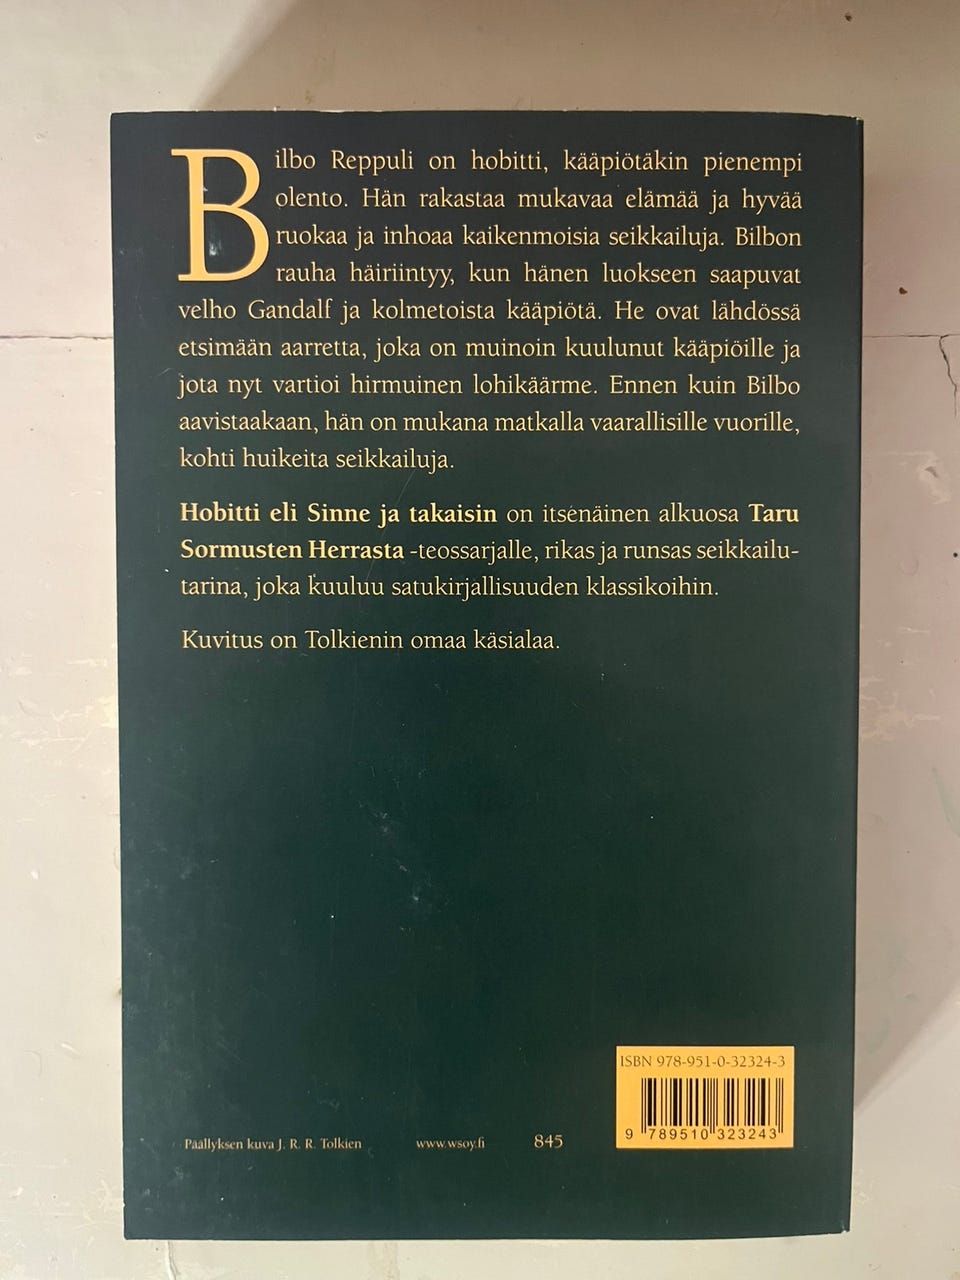 Bilbo Reppuli on hobitti, kääpiötäkin pienempi
olento. Hän rakastaa mukavaa elämää ja hyvää
ruokaa ja inhoaa kaikenmoisia seikkailuja. Bilbon
rauha häiriintyy, kun hänen luokseen saapuvat
velho Gandalf ja kolmetoista kääpiötä. He ovat lähdössä
etsimään aarretta, joka on muinoin kuulunut kääpiöille ja
jota nyt vartioi hirmuinen lohikäärme. Ennen kuin Bilbo
aavistaakaan, hän on mukana matkalla vaarallisille vuorille,
kohti huikeita seikkailuja.
Hobitti eli Sinne ja takaisin on itsenäinen alkuosa Taru
Sormusten Herrasta -teossarjalle, rikas ja runsas seikkailu-
tarina, joka kuuluu satukirjallisuuden klassikoihin.
Kuvitus on Tolkienin omaa käsialaa.
ISBN 978-951-0-32324-3
9 789510 323243
Päällyksen kuva J. R. R. Tolkien www.wsoy.fi 845